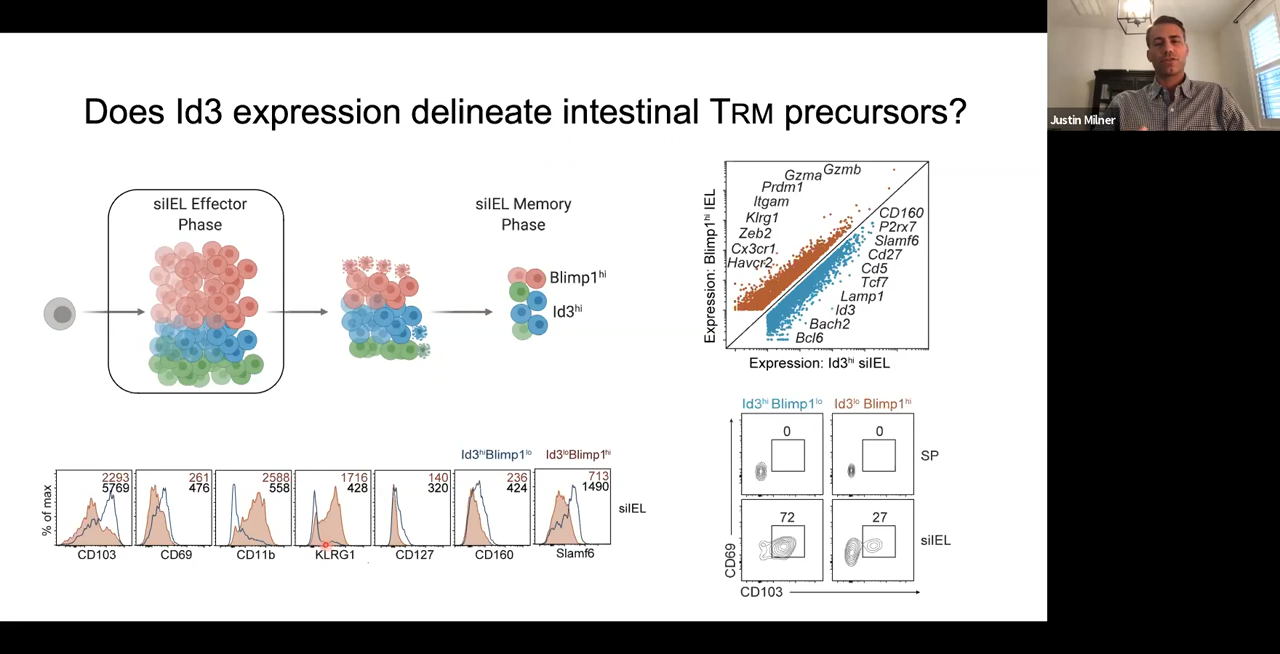 Does Id3 expression delineate intestinal TRM precursors?
Justin Milner
siIEL Effector
Phase
siIEL Memory
Phase
Blimp1hi
Id3hi
Expression: Blimp1hi IEL
Gzma
Gzmb
Prdm1
Itgam
Klrg1
Zeb2
Cx3cr1
Havcr2
CD160
P2rx7
Slamf6
Cd27
Cd5
Tcf7
Lamp1
Id3
Bach2
Bcl6
Expression: Id3hi siIEL
Id3hiBlimp1lo
Id3loBlimp1hi
% of max
2293
5769
261
476
2588
558
1716
428
140
320
236
424
713
1490
siIEL
CD103
CD69
CD11b
KLRG1
CD127
CD160
Slamf6
Id3hi Blimp1lo
Id3lo Blimp1hi
0
0
SP
72
27
siIEL
CD69
CD103